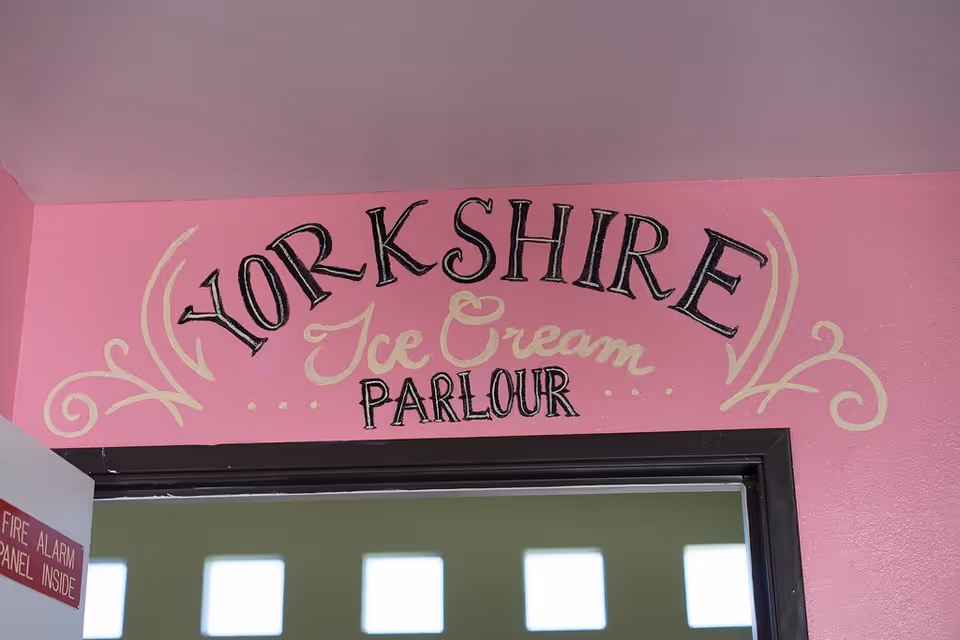 YORKSHIRE
Ice Cream
PARLOUR
FIRE ALARM
PANEL INSIDE